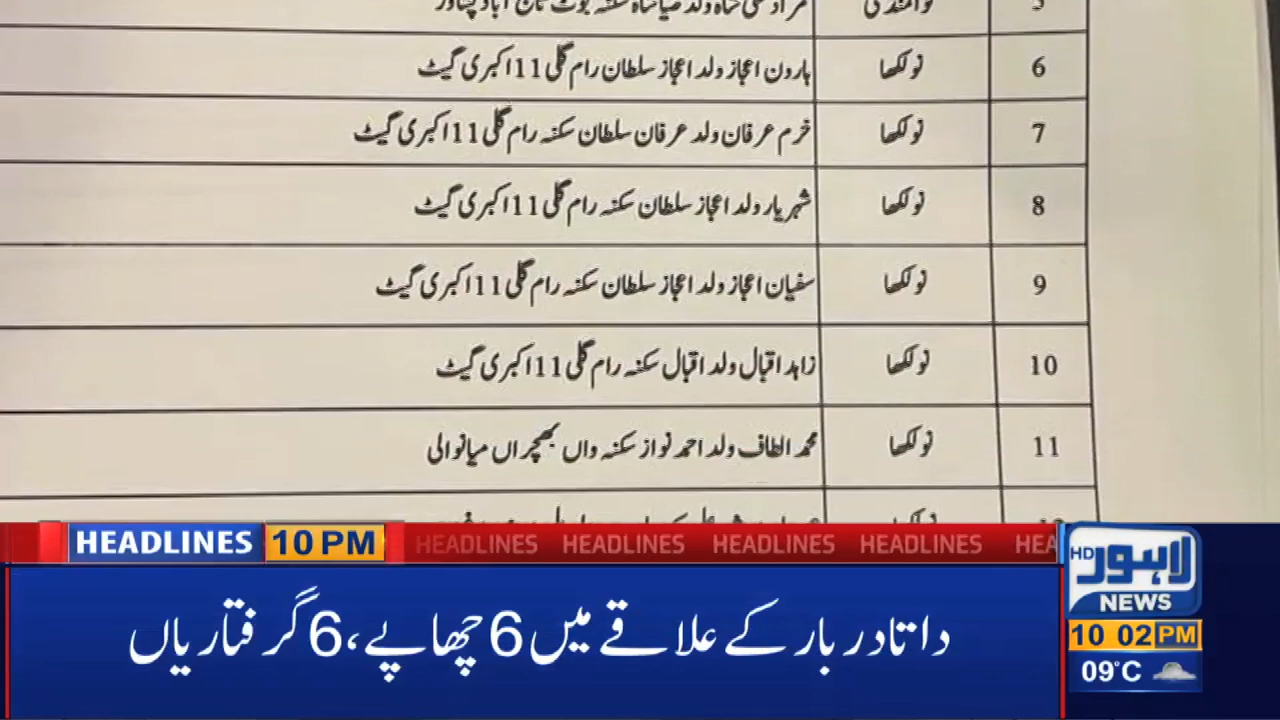 5
6 نولکھا ہارون اعجاز ولد اعجاز سلطان رام گلی 11 اکبری گیٹ
7 نولکھا خرم عرفان ولد عرفان سلطان سکنہ رام گلی 11 اکبری گیٹ
8 نولکھا شہریار ولد اعجاز سلطان سکنہ رام گلی 11 اکبری گیٹ
9 نولکھا سفیان اعجاز ولد اعجاز سلطان سکنہ رام گلی 11 اکبری گیٹ
10 نولکھا زاہد اقبال ولد اقبال سکنہ رام گلی 11 اکبری گیٹ
11 نولکھا محمد الطاف ولد احمد نواز سکنہ واں بھچراں میانوالی
HEADLINES 10 PM HEADLINES HEADLINES HEADLINES HEADLINES HEA
داتا دربار کے علاقے میں 6 چھاپے، 6 گرفتاریاں
HD لاہور
NEWS
10 02 PM
09°C